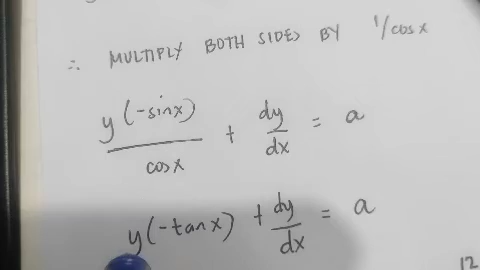 ∴ MULTIPLY BOTH SIDES BY 1/cos x
y(-sinx)/cosx + dy/dx = a
y(-tanx) + dy/dx = a
12